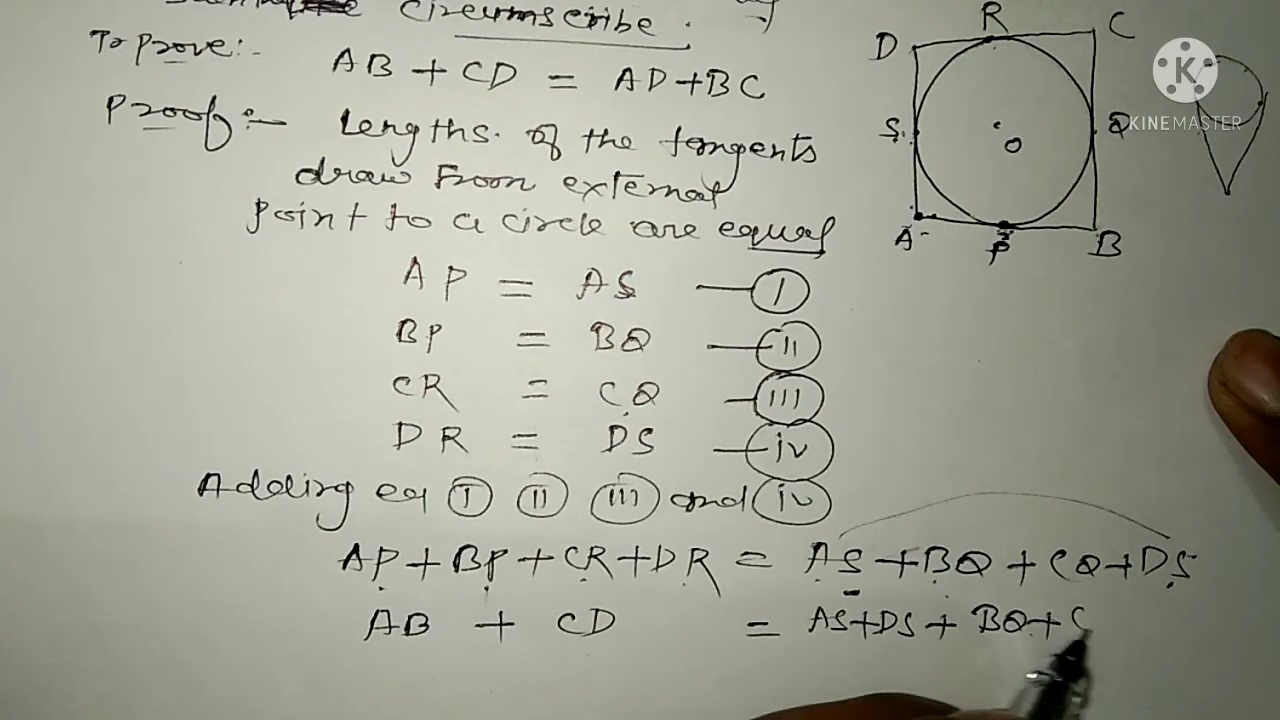 Circumscribe.
To prove:-
AB + CD = AD + BC
Proof:- Lengths. of the tangents
draw From external
point to a circle are equal
AP = AS — I
BP = BQ — II
CR = CQ — III
DR = DS — iv
Adding eq I II III and iv
AP + BP + CR + DR = AS + BQ + CQ + DS
AB + CD = AS + DS + BQ + C
D R C
S O Q
A P B
K
KINEMASTER